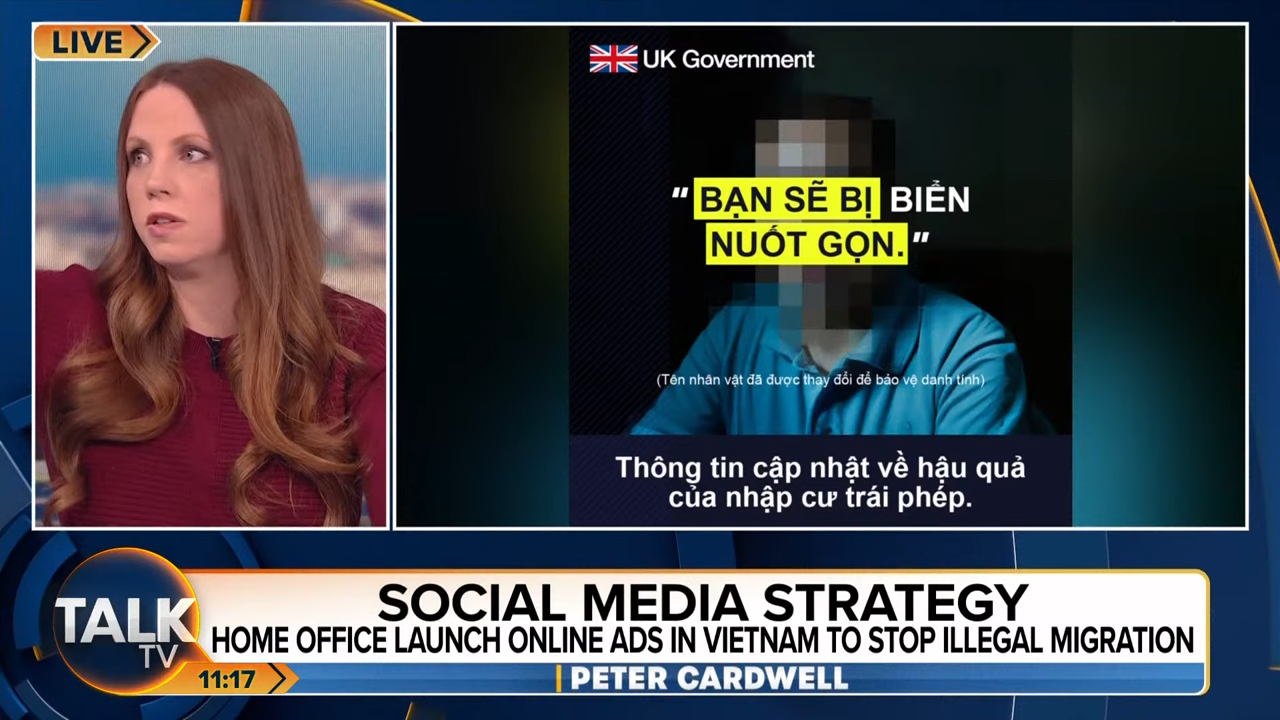 LIVE
UK Government
“ BẠN SẼ BỊ BIỂN
NUỐT GỌN.”
(Tên nhân vật đã được thay đổi để bảo vệ danh tính)
Thông tin cập nhật về hậu quả
của nhập cư trái phép.
TALK
TV
SOCIAL MEDIA STRATEGY
HOME OFFICE LAUNCH ONLINE ADS IN VIETNAM TO STOP ILLEGAL MIGRATION
11:17
PETER CARDWELL